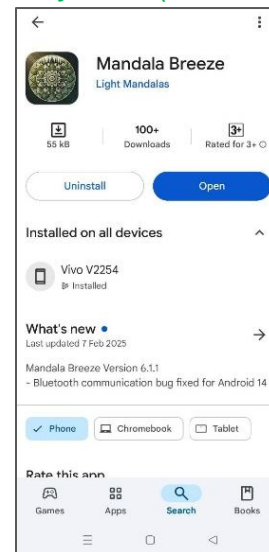 Mandala Breeze
Light Mandalas
55 kB
100+
Downloads
3+
Rated for 3+
Uninstall
Open
Installed on all devices
Vivo V2254
Installed
What's new
Last updated 7 Feb 2025
Mandala Breeze Version 6.1.1
- Bluetooth communication bug fixed for Android 14
Phone
Chromebook
Tablet
Rate this app
Games
Apps
Search
Books